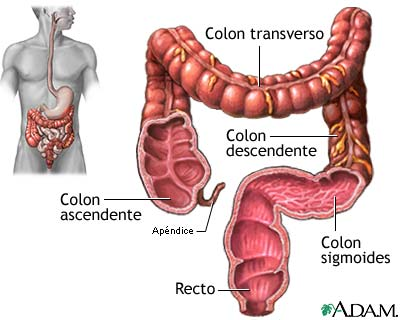 Colon transverso
Colon
descendente
Colon
ascendente
Apéndice
Colon
sigmoides
Recto
A.D.A.M.